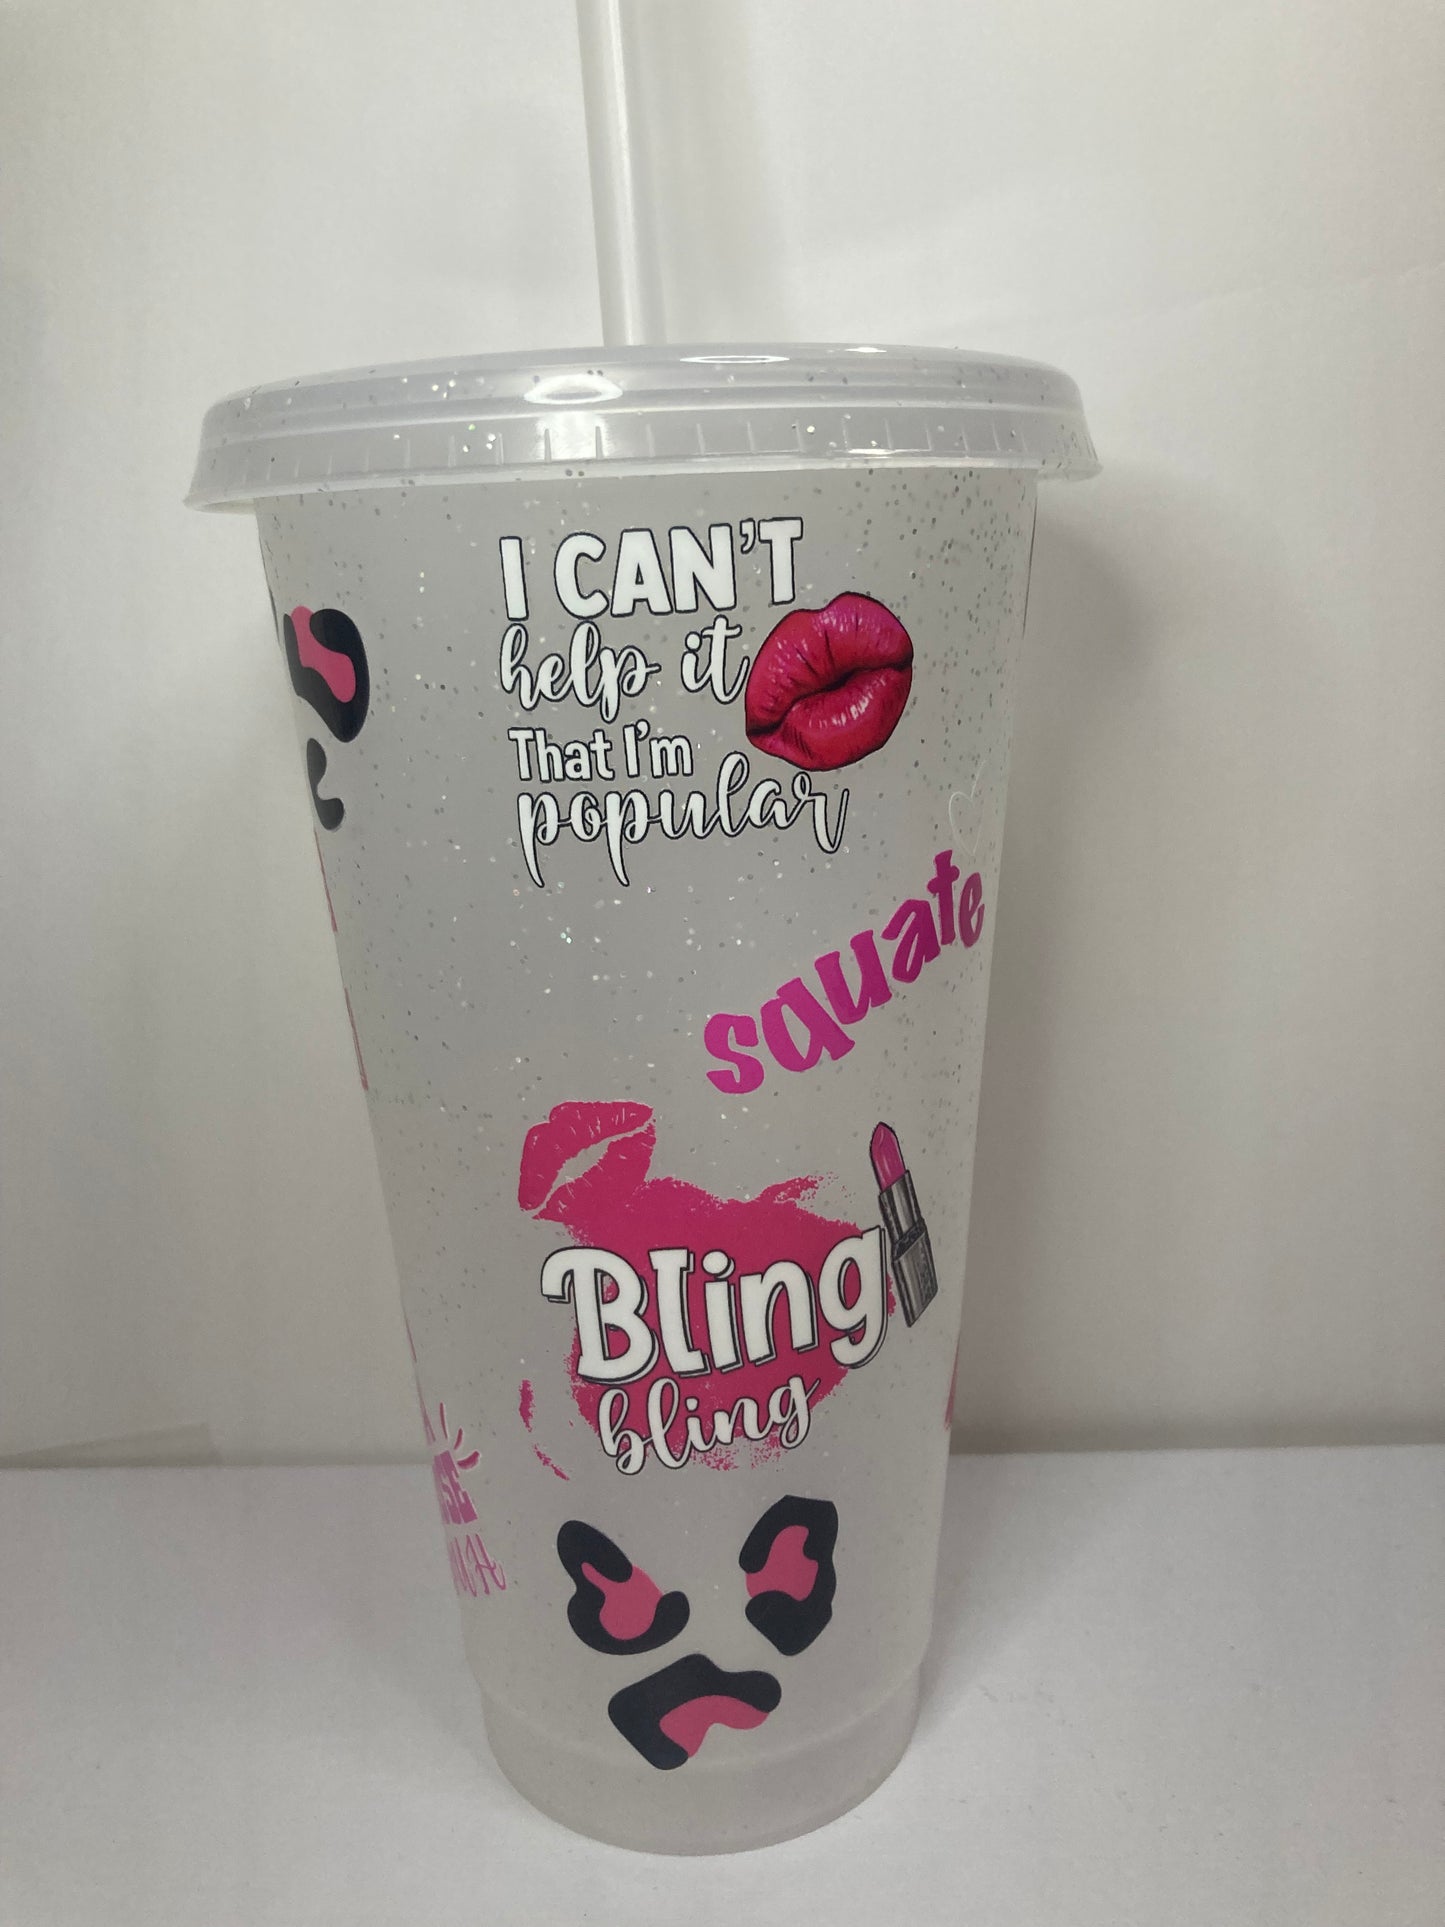 I CAN'T
help it
That I'm
popular
squate
Bling
bling